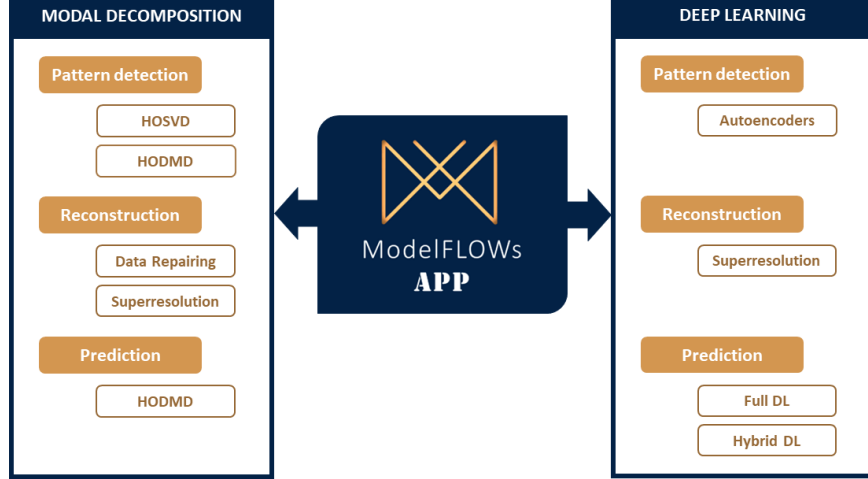 MODAL DECOMPOSITION
Pattern detection
HOSVD
HODMD
Reconstruction
Data Repairing
Superresolution
Prediction
HODMD
ModelFLOWs
APP
DEEP LEARNING
Pattern detection
Autoencoders
Reconstruction
Superresolution
Prediction
Full DL
Hybrid DL